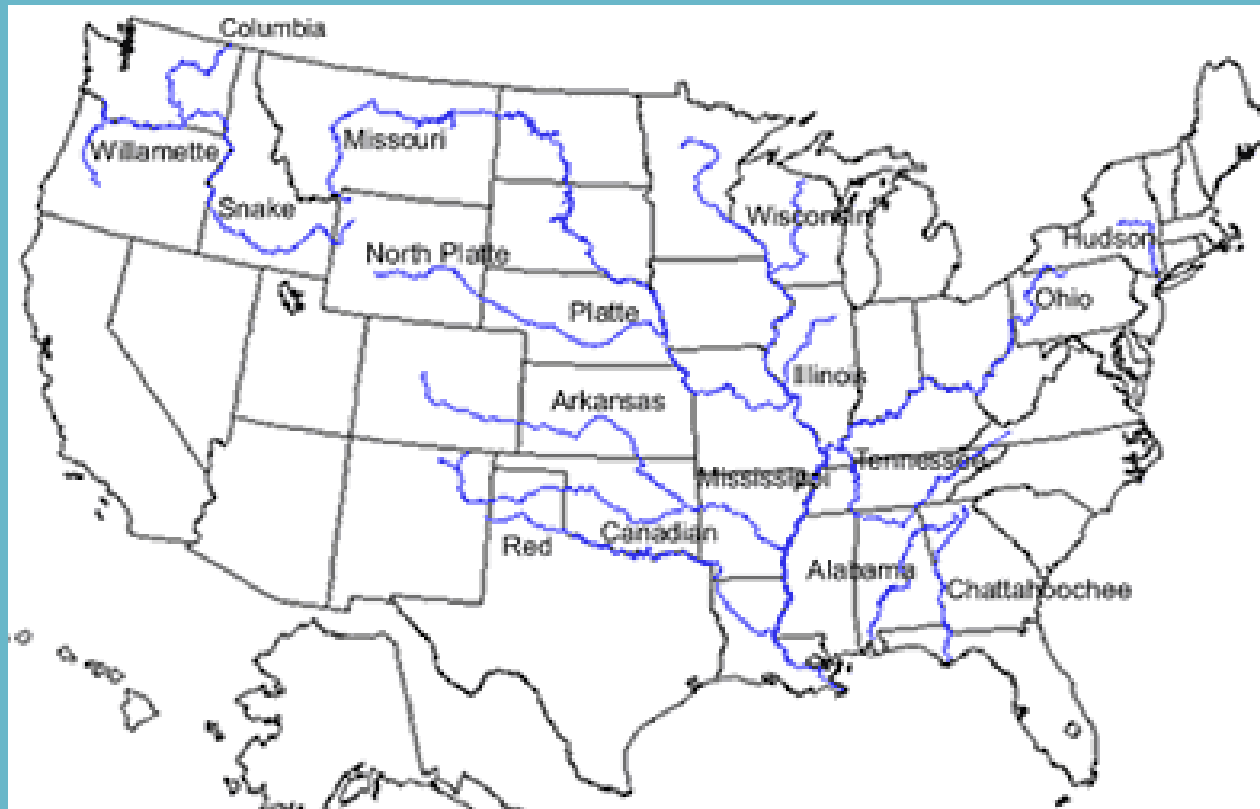 Columbia
Willamette
Missouri
Snake
Wisconsin
Hudson
North Platte
Platte
Ohio
Illinois
Arkansas
Tennessee
Mississippi
Canadian
Red
Alabama
Chattahoochee